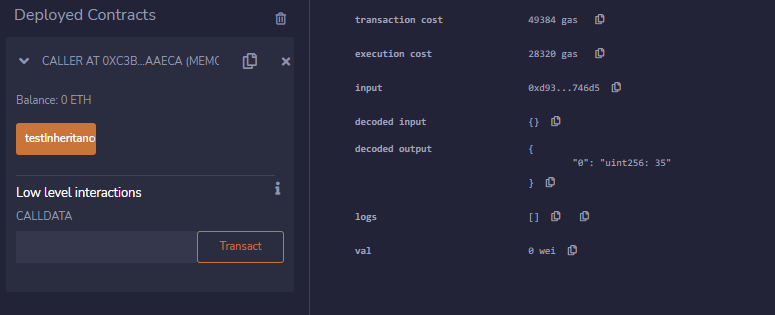 Deployed Contracts
CALLER AT 0XC3B...AAECA (MEMO
Balance: 0 ETH
testInheritanc
Low level interactions
CALLDATA
Transact
transaction cost 49384 gas
execution cost 28320 gas
input 0xd93...746d5
decoded input {}
decoded output {
"0": "uint256: 35"
}
logs []
val 0 wei